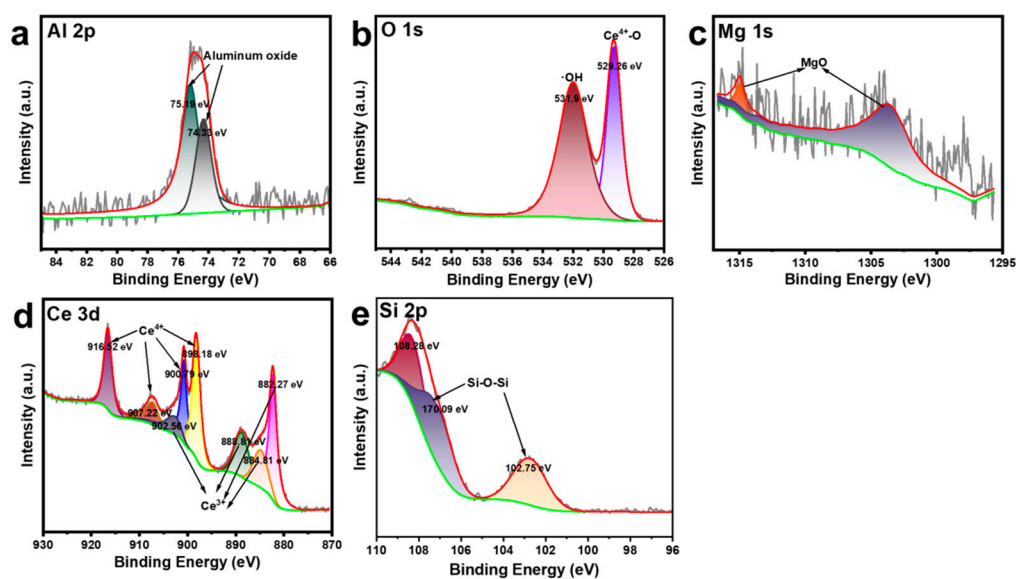 a Al 2p
Aluminum oxide
75.19 eV
74.33 eV
Intensity (a.u.)
84 82 80 78 76 74 72 70 68 66
Binding Energy (eV)
b O 1s
Ce4+-O
529.26 eV
·OH
531.9 eV
Intensity (a.u.)
544 542 540 538 536 534 532 530 528 526
Binding Energy (eV)
c Mg 1s
MgO
Intensity (a.u.)
1315 1310 1305 1300 1295
Binding Energy (eV)
d Ce 3d
Ce4+
916.52 eV
898.18 eV
900.79 eV
882.27 eV
907.22 eV
902.56 eV
888.81 eV
884.81 eV
Ce3+
Intensity (a.u.)
930 920 910 900 890 880 870
Binding Energy (eV)
e Si 2p
108.28 eV
Si-O-Si
170.09 eV
102.75 eV
Intensity (a.u.)
110 108 106 104 102 100 98 96
Binding Energy (eV)